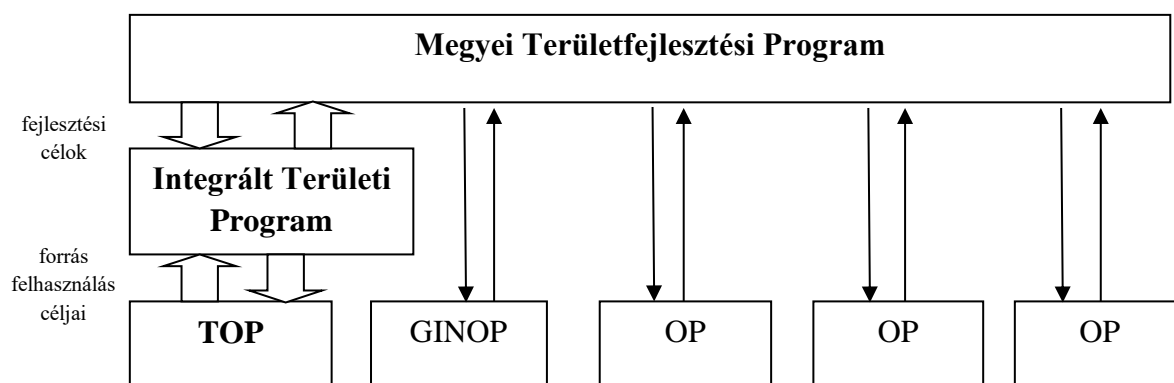 Megyei Területfejlesztési Program
fejlesztési
célok
Integrált Területi
Program
forrás
felhasználás
céljai
TOP
GINOP
OP
OP
OP